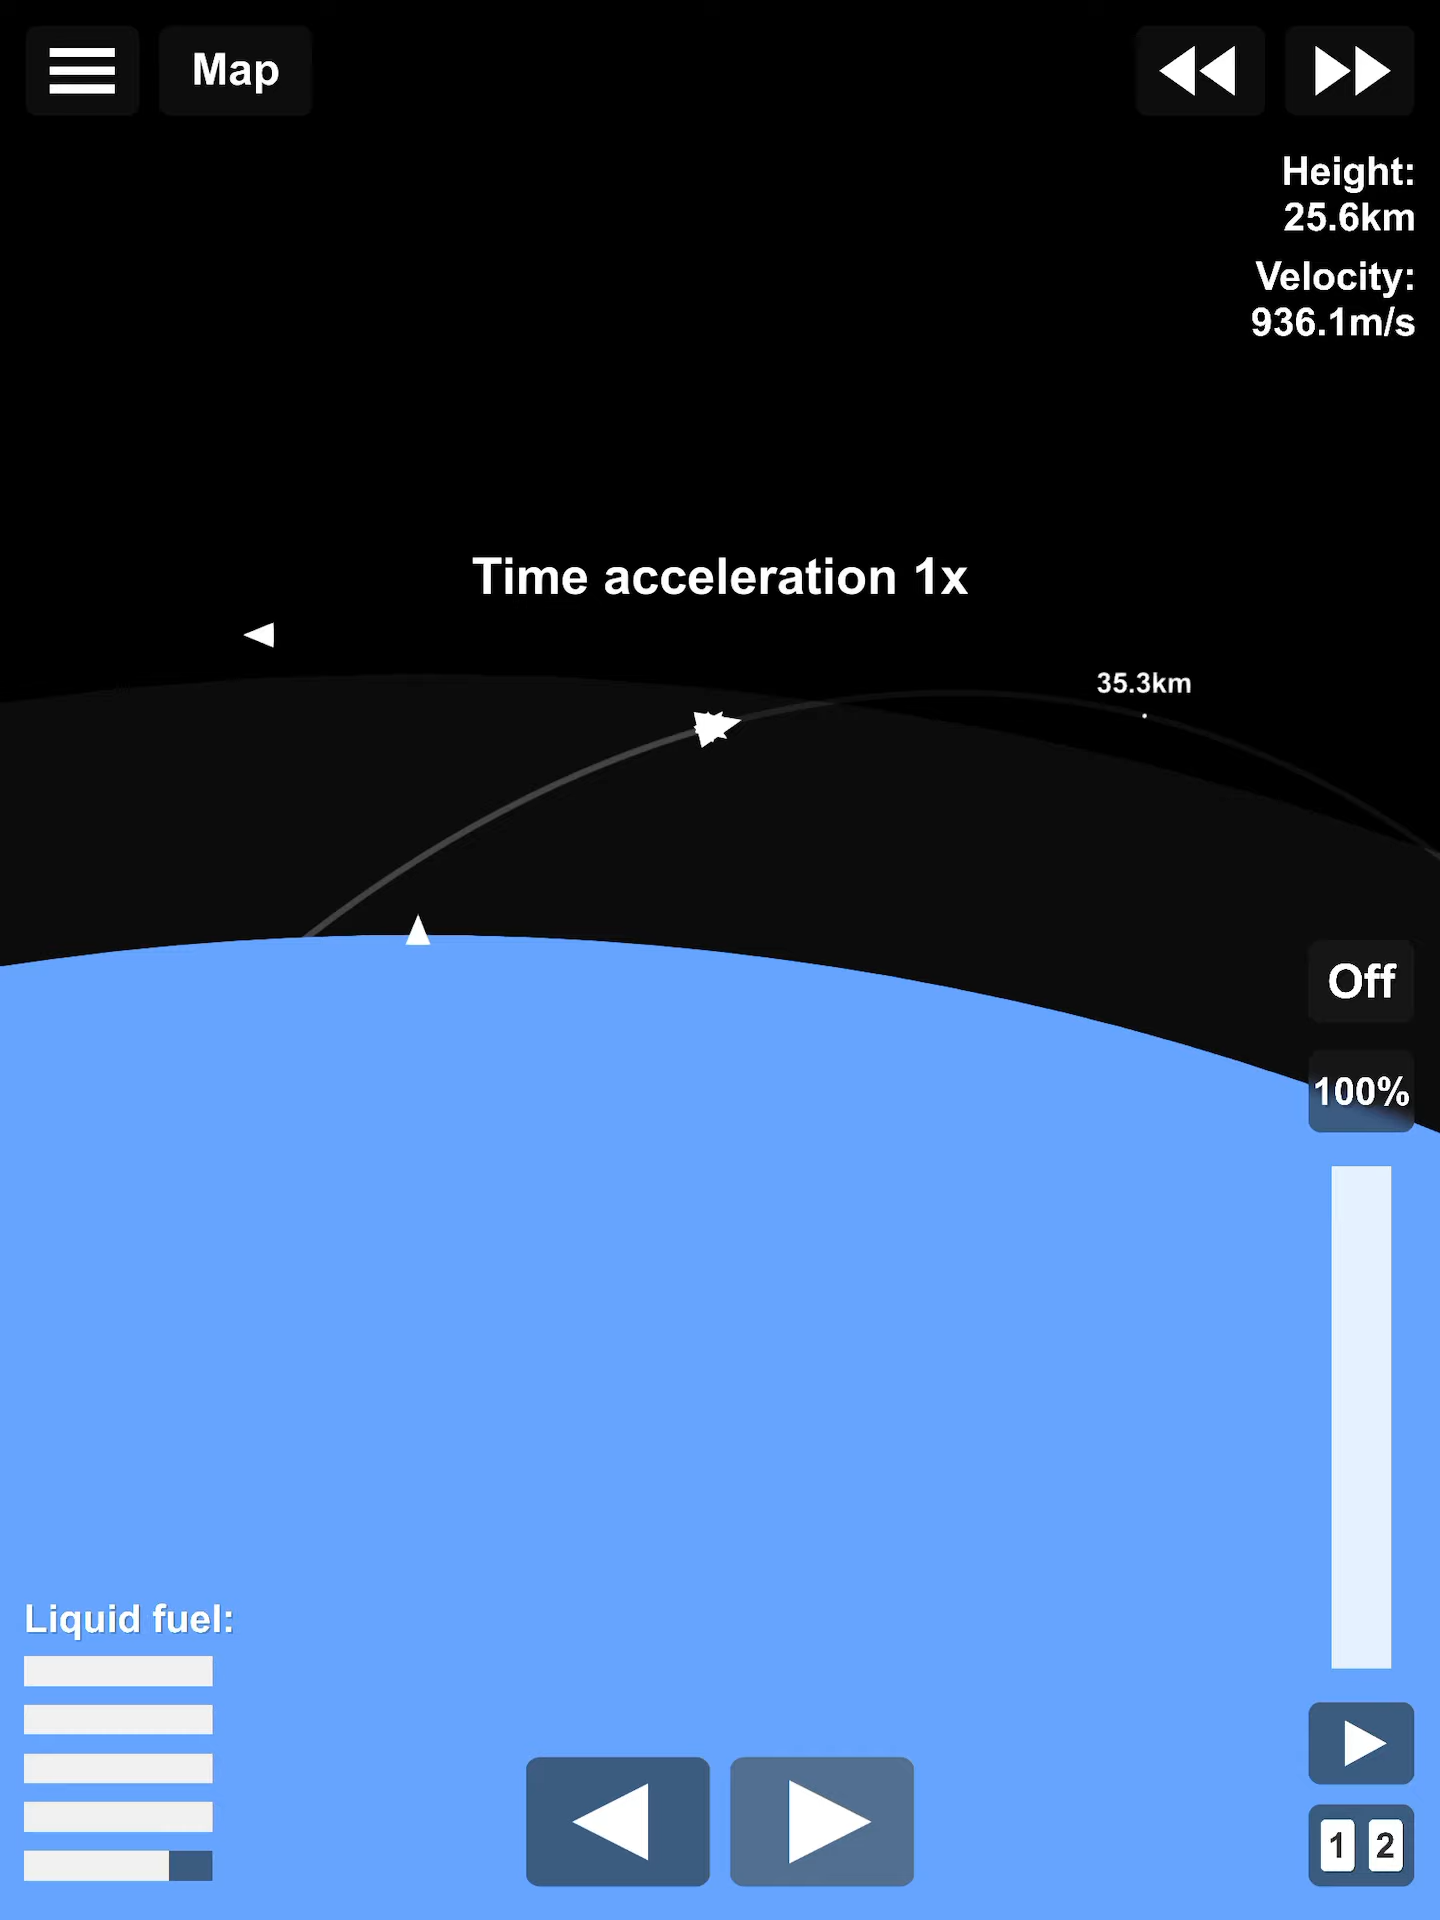 Map
Height:
25.6km
Velocity:
936.1m/s
Time acceleration 1x
35.3km
Off
100%
Liquid fuel:
1 2